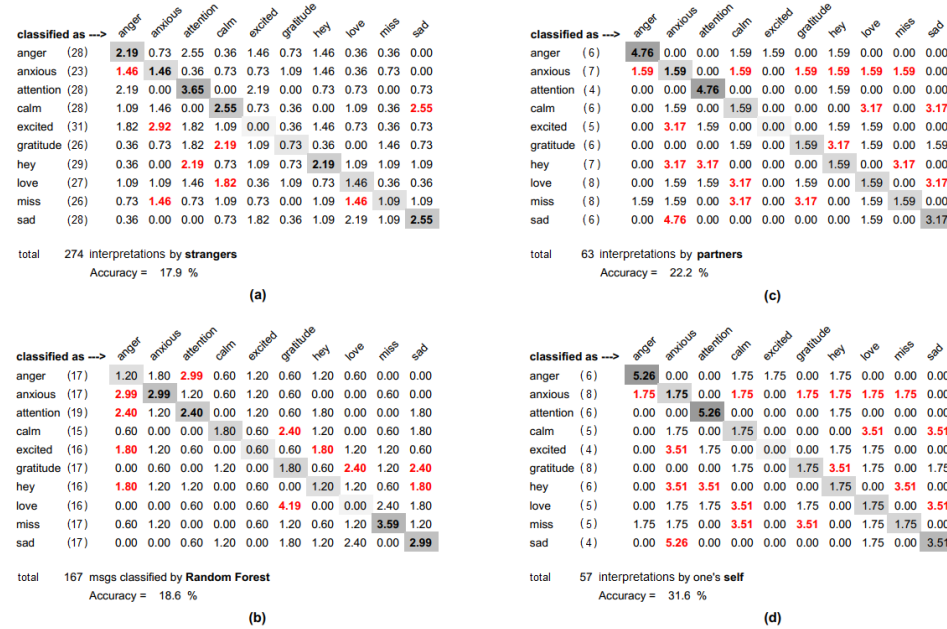 classified as ---> anger anxious attention calm excited gratitude hey love miss sad
anger (28) 2.19 0.73 2.55 0.36 1.46 0.73 1.46 0.36 0.36 0.00
anxious (23) 1.46 1.46 0.36 0.73 0.73 1.09 1.46 0.36 0.73 0.00
attention (28) 2.19 0.00 3.65 0.00 2.19 0.00 0.73 0.73 0.00 0.73
calm (28) 1.09 1.46 0.00 2.55 0.73 0.36 0.00 1.09 0.36 2.55
excited (31) 1.82 2.92 1.82 1.09 0.00 0.36 1.46 0.73 0.36 0.73
gratitude (26) 0.36 0.73 1.82 2.19 1.09 0.73 0.36 0.00 1.46 0.73
hey (29) 0.36 0.00 2.19 0.73 1.09 0.73 2.19 1.09 1.09 1.09
love (27) 1.09 1.09 1.46 1.82 0.36 1.09 0.73 1.46 0.36 0.36
miss (26) 0.73 1.46 0.73 1.09 0.73 0.00 1.09 1.46 1.09 1.09
sad (28) 0.36 0.00 0.00 0.73 1.82 0.36 1.09 2.19 1.09 2.55
total 274 interpretations by strangers
Accuracy = 17.9 %
(a)
classified as ---> anger anxious attention calm excited gratitude hey love miss sad
anger (6) 4.76 0.00 0.00 1.59 1.59 0.00 1.59 0.00 0.00 0.00
anxious (7) 1.59 1.59 0.00 1.59 0.00 1.59 1.59 1.59 1.59 0.00
attention (4) 0.00 0.00 4.76 0.00 0.00 0.00 1.59 0.00 0.00 0.00
calm (6) 0.00 1.59 0.00 1.59 0.00 0.00 0.00 3.17 0.00 3.17
excited (5) 0.00 3.17 1.59 0.00 0.00 0.00 1.59 1.59 0.00 0.00
gratitude (6) 0.00 0.00 0.00 1.59 0.00 1.59 3.17 1.59 0.00 1.59
hey (7) 0.00 3.17 3.17 0.00 0.00 0.00 1.59 0.00 3.17 0.00
love (8) 0.00 1.59 1.59 3.17 0.00 1.59 0.00 1.59 0.00 3.17
miss (8) 1.59 1.59 0.00 3.17 0.00 3.17 0.00 1.59 1.59 0.00
sad (6) 0.00 4.76 0.00 0.00 0.00 0.00 0.00 1.59 0.00 3.17
total 63 interpretations by partners
Accuracy = 22.2 %
(c)
classified as ---> anger anxious attention calm excited gratitude hey love miss sad
anger (17) 1.20 1.80 2.99 0.60 1.20 0.60 1.20 0.60 0.00 0.00
anxious (17) 2.99 2.99 1.20 0.60 1.20 0.60 0.00 0.60 0.00 0.00
attention (19) 2.40 1.20 2.40 0.00 1.20 0.60 1.80 0.00 0.00 1.80
calm (15) 0.60 0.00 0.00 1.80 0.60 2.40 1.20 1.20 0.60 0.60
excited (16) 1.80 1.20 0.60 0.00 0.60 0.60 1.80 1.20 1.20 0.60
gratitude (17) 0.00 0.60 0.00 1.20 0.00 1.80 0.60 2.40 1.20 2.40
hey (16) 1.80 1.20 1.20 0.60 0.00 0.00 1.20 1.20 0.60 1.80
love (16) 0.00 0.00 0.60 0.00 0.60 4.19 0.00 0.00 2.40 1.80
miss (17) 0.60 1.20 0.00 0.00 0.60 1.20 0.60 1.20 3.59 1.20
sad (17) 0.00 0.00 0.60 1.20 0.00 1.80 1.20 2.40 0.00 2.99
total 167 msgs classified by Random Forest
Accuracy = 18.6 %
(b)
classified as ---> anger anxious attention calm excited gratitude hey love miss sad
anger (6) 5.26 0.00 0.00 1.75 1.75 0.00 1.75 0.00 0.00 0.00
anxious (8) 1.75 1.75 0.00 1.75 0.00 1.75 1.75 1.75 1.75 0.00
attention (6) 0.00 0.00 5.26 0.00 0.00 0.00 1.75 0.00 0.00 0.00
calm (5) 0.00 1.75 0.00 1.75 0.00 0.00 0.00 3.51 0.00 3.51
excited (4) 0.00 3.51 1.75 0.00 0.00 0.00 1.75 1.75 0.00 0.00
gratitude (8) 0.00 0.00 0.00 1.75 0.00 1.75 3.51 1.75 0.00 1.75
hey (6) 0.00 3.51 3.51 0.00 0.00 0.00 1.75 0.00 3.51 0.00
love (5) 0.00 1.75 1.75 3.51 0.00 1.75 0.00 1.75 0.00 3.51
miss (5) 1.75 1.75 0.00 3.51 0.00 3.51 0.00 1.75 1.75 0.00
sad (4) 0.00 5.26 0.00 0.00 0.00 0.00 0.00 1.75 0.00 3.51
total 57 interpretations by one's self
Accuracy = 31.6 %
(d)